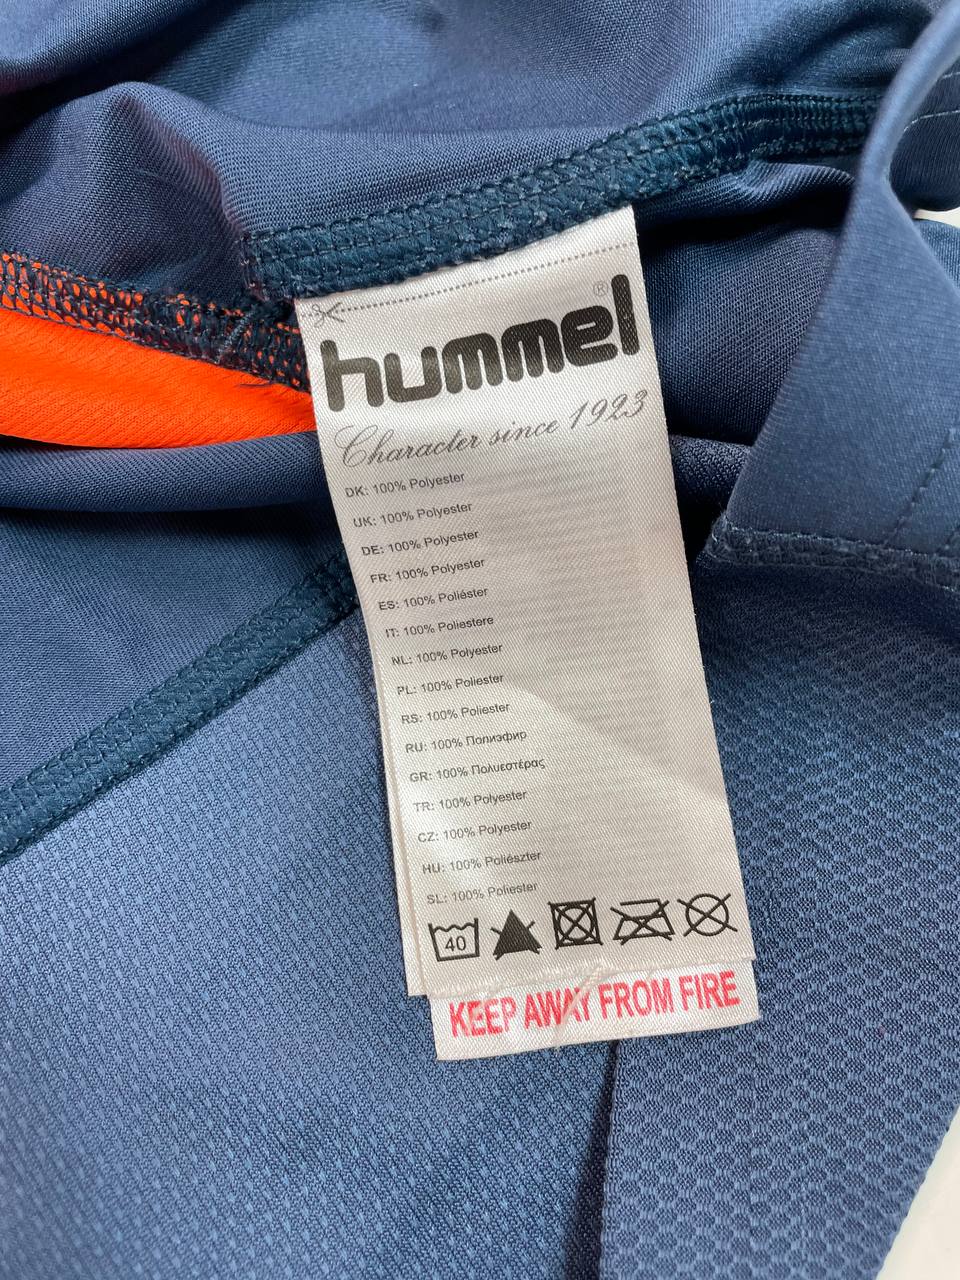 hummel®
Character since 1923
DK: 100% Polyester
UK: 100% Polyester
DE: 100% Polyester
FR: 100% Polyester
ES: 100% Poliéster
IT: 100% Poliestere
NL: 100% Polyester
PL: 100% Poliester
RS: 100% Poliester
RU: 100% Полиэфир
GR: 100% Πολυεστέρας
TR: 100% Polyester
CZ: 100% Polyester
HU: 100% Poliészter
SL: 100% Poliester
40
KEEP AWAY FROM FIRE